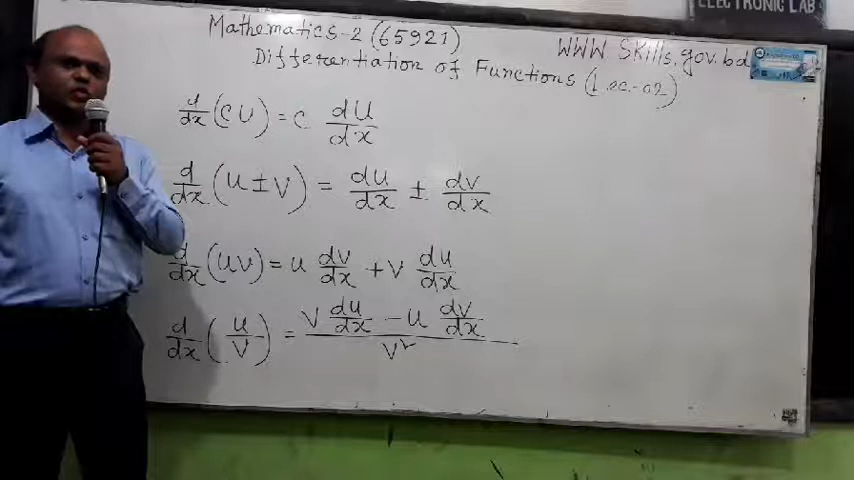 ELECTRONIC LAB
Mathematics-2 (65921)
WWW Skills.gov.bd
Differentiation of Functions (Lec-02)
d/dx (cU) = c dU/dx
d/dx (U ± V) = dU/dx ± dV/dx
d/dx (UV) = U dV/dx + V dU/dx
d/dx (U/V) = (V dU/dx - U dV/dx) / V²